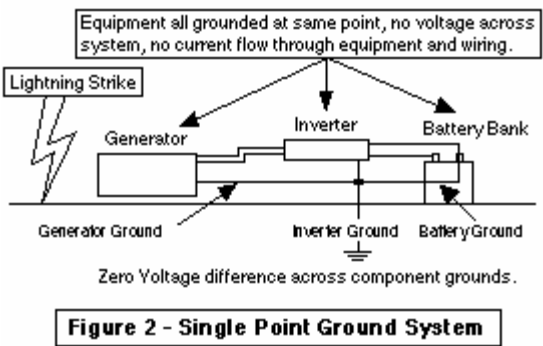 Equipment all grounded at same point, no voltage across
system, no current flow through equipment and wiring.
Lightning Strike
Generator
Inverter
Battery Bank
Generator Ground
Inverter Ground
Battery Ground
Zero Voltage difference across component grounds.
Figure 2 - Single Point Ground System